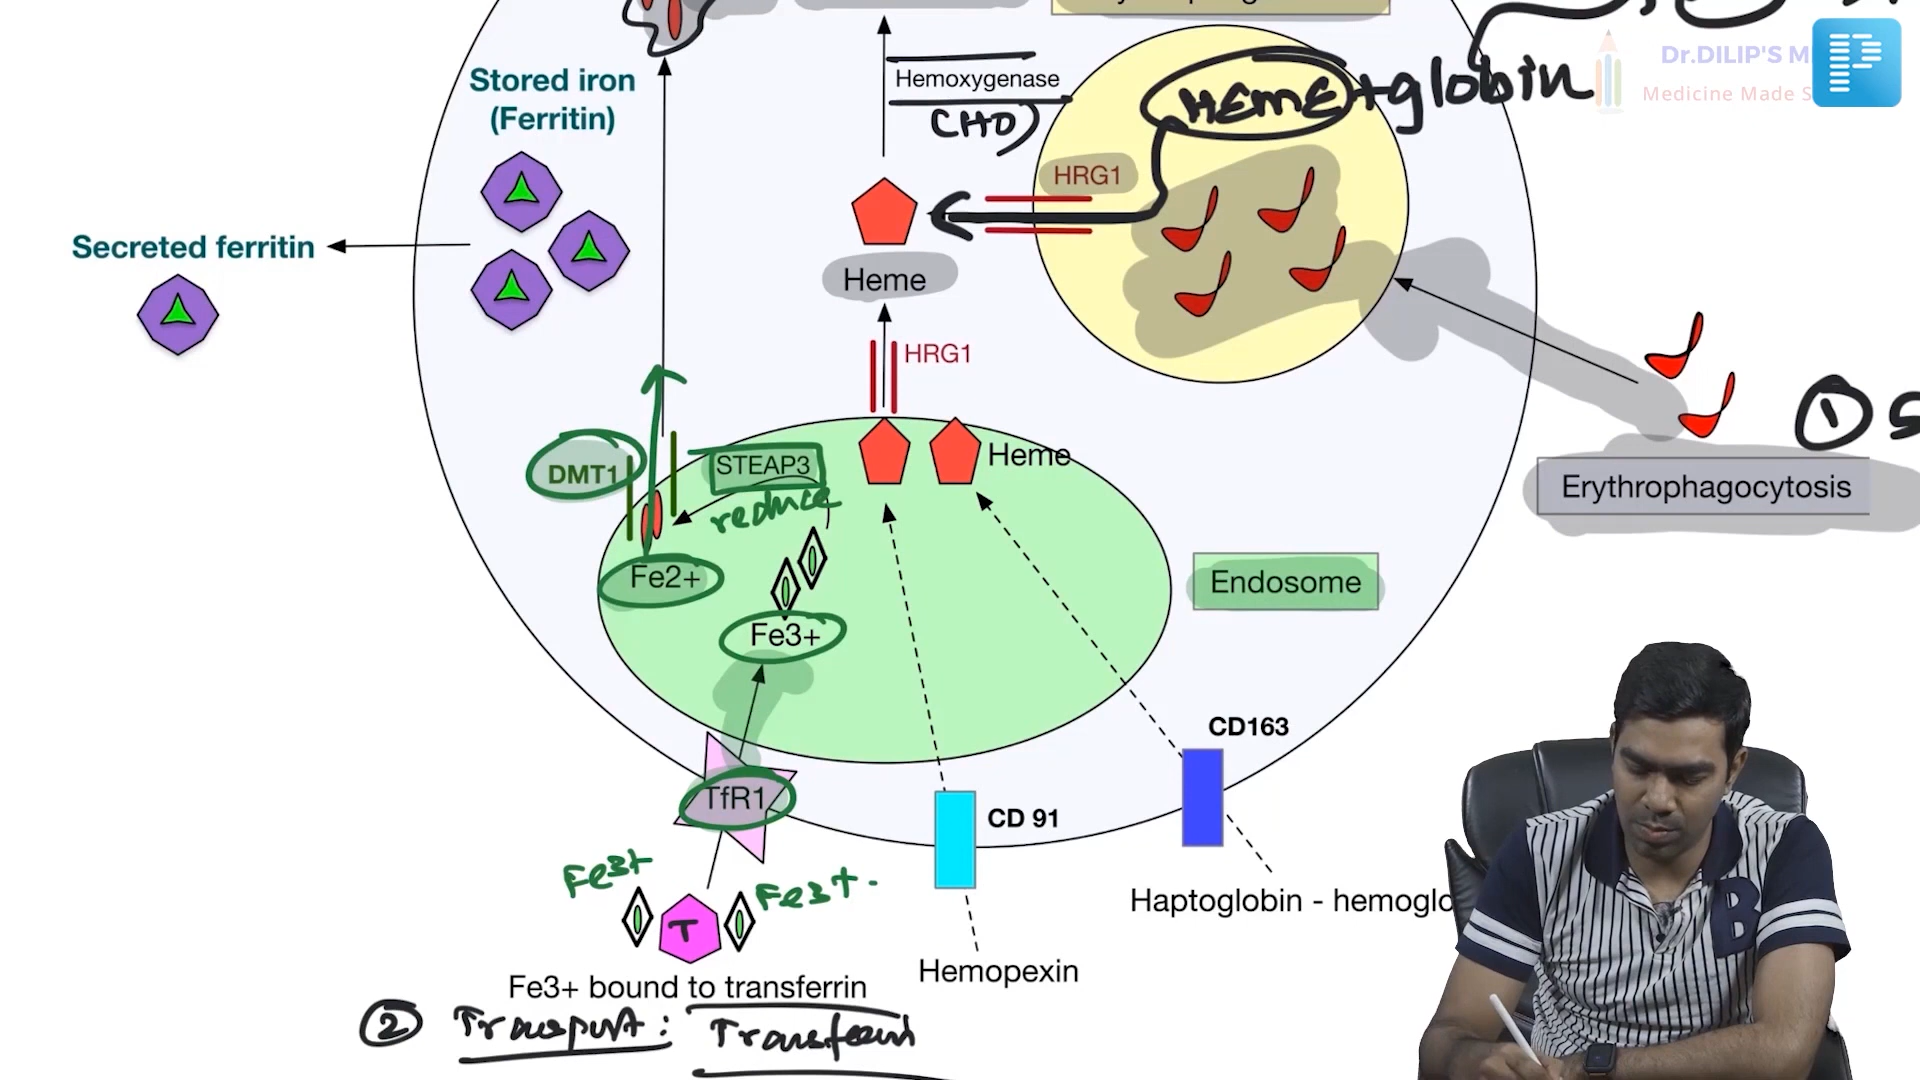 Dr.DILIP'S M
Medicine Made S
Stored iron
(Ferritin)
Hemoxygenase
(HO)
HEME+globin
HRG1
Secreted ferritin
Heme
HRG1
DMT1
STEAP3
reduce
Heme
Fe2+
Fe3+
Endosome
① S
Erythrophagocytosis
TfR1
CD 91
CD163
Fe3+
Fe3+.
T
Haptoglobin - hemoglo
Hemopexin
Fe3+ bound to transferrin
② Transport: